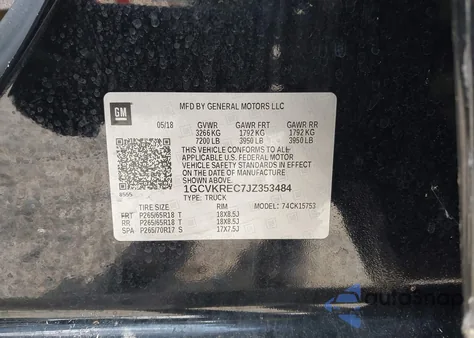 MFD BY GENERAL MOTORS LLC
GM
05/18 GVWR GAWR FRT GAWR RR
3266 KG 1792 KG 1792 KG
7200 LB 3950 LB 3950 LB
THIS VEHICLE CONFORMS TO ALL
APPLICABLE U.S. FEDERAL MOTOR
VEHICLE SAFETY STANDARDS IN EFFECT
ON THE DATE OF MANUFACTURE
SHOWN ABOVE.
1GCVKREC7JZ353484
TYPE: TRUCK
8565
TIRE SIZE RIM MODEL: 74CK15753
FRT P265/65R18 T 18X8.5J
RR P265/65R18 T 18X8.5J
SPA P265/70R17 S 17X7.5J
AutoSnap